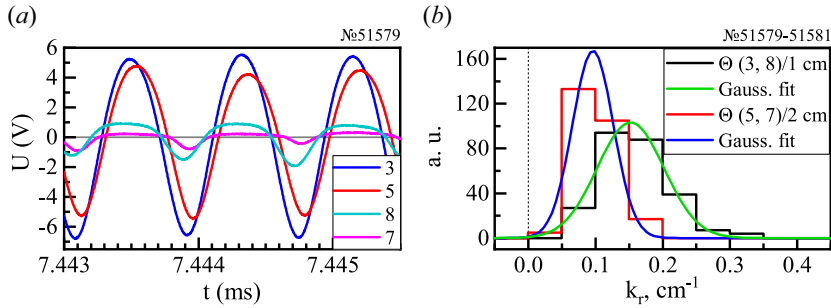 (a)
№51579
U (V)
6
4
2
0
-2
-4
-6
3
5
8
7
7.443
7.444
7.445
t (ms)
(b)
№51579-51581
a. u.
160
120
80
40
0
Θ (3, 8)/1 cm
Gauss. fit
Θ (5, 7)/2 cm
Gauss. fit
0.0
0.1
0.2
0.3
0.4
kᵣ, cm⁻¹